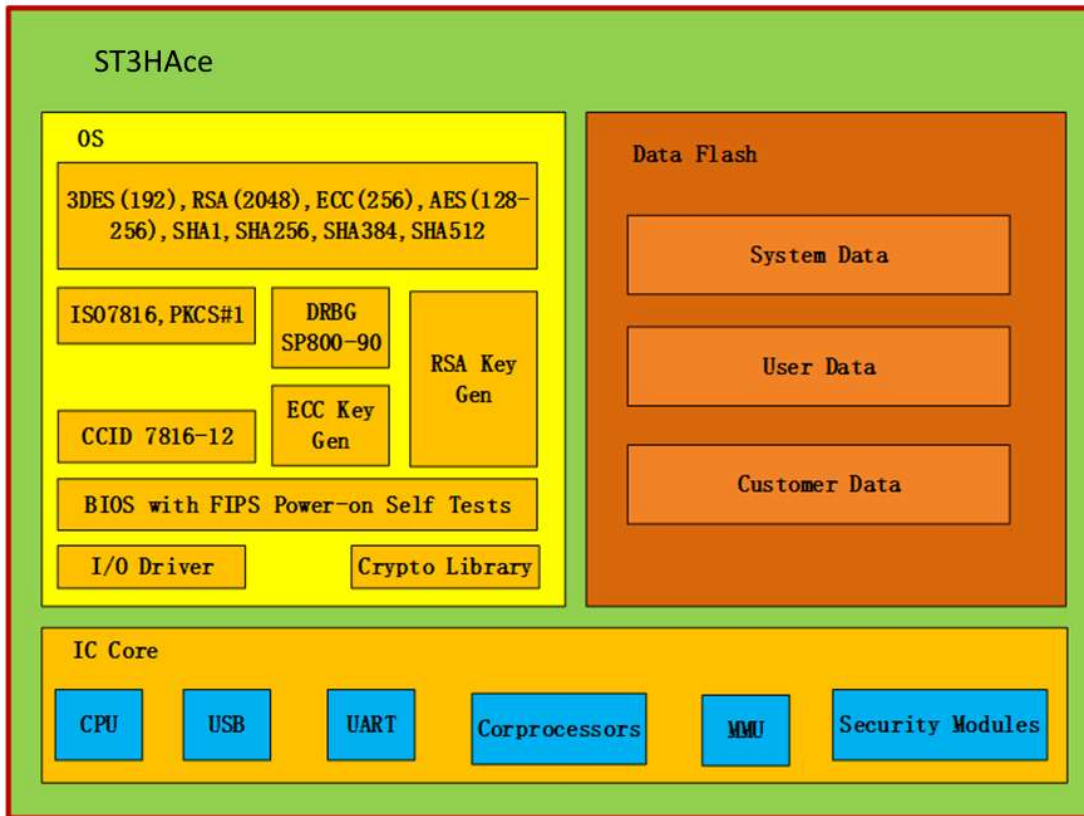 ST3HAce
OS
3DES(192),RSA(2048),ECC(256),AES(128-
256),SHA1,SHA256,SHA384,SHA512
ISO7816,PKCS#1
DRBG
SP800-90
RSA Key
Gen
CCID 7816-12
ECC Key
Gen
BIOS with FIPS Power-on Self Tests
I/O Driver
Crypto Library
Data Flash
System Data
User Data
Customer Data
IC Core
CPU
USB
UART
Corprocessors
MMU
Security Modules